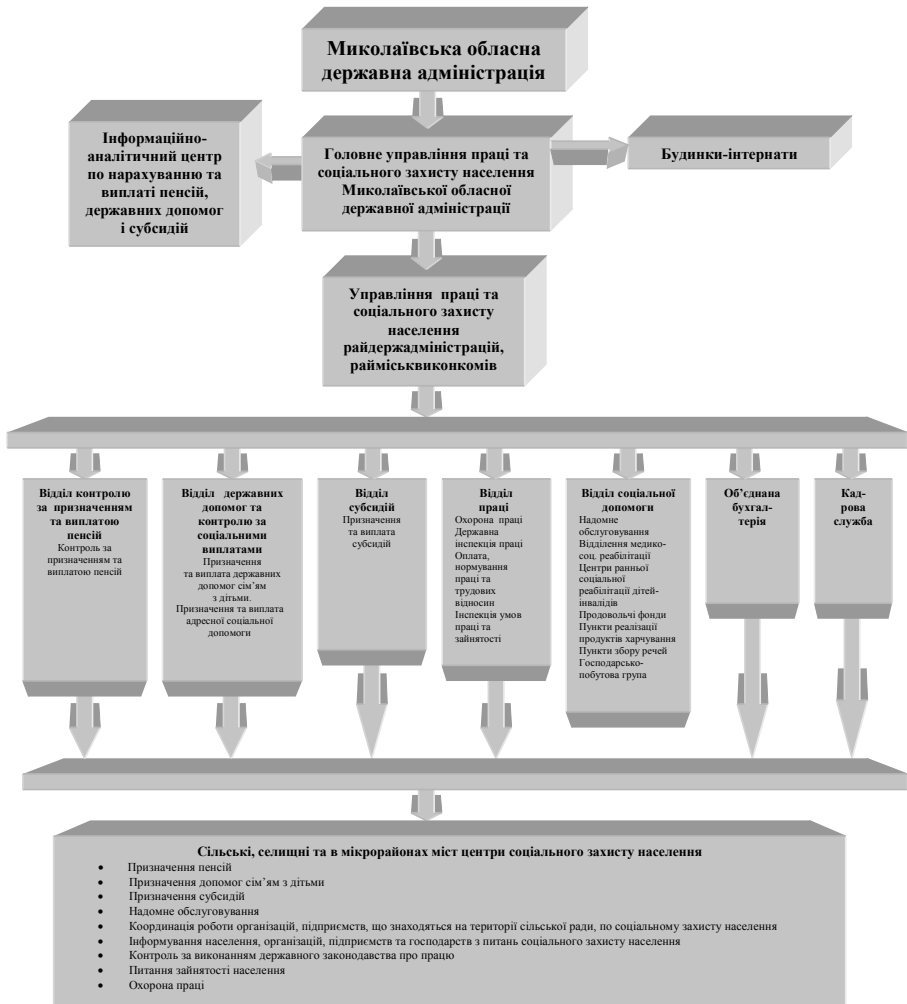 Миколаївська обласна
державна адміністрація
Інформаційно-
аналітичний центр
по нарахуванню та
виплаті пенсій,
державних допомог
і субсидій
Головне управління праці та
соціального захисту населення
Миколаївської обласної
державної адміністрації
Будинки-інтернати
Управління праці та
соціального захисту
населення
райдержадміністрацій,
райміськвиконкомів
Відділ контролю
за призначенням
та виплатою
пенсій
Контроль за
призначенням та
виплатою пенсій
Відділ державних
допомог та
контролю за
соціальними
виплатами
Призначення
та виплата державних
допомог сім’ям
з дітьми.
Призначення та виплата
адресної соціальної
допомоги
Відділ
субсидій
Призначення
та виплата
субсидій
Відділ
праці
Охорона праці
Державна
інспекція праці
Оплата,
нормування
праці та
трудових
відносин
Інспекція умов
праці та
зайнятості
Відділ соціальної
допомоги
Надомне
обслуговування
Відділення медико-
соц. реабілітації
Центри ранньої
соціальної
реабілітації дітей-
інвалідів
Продовольчі фонди
Пункти реалізації
продуктів харчування
Пункти збору речей
Господарсько-
побутова група
Об’єднана
бухгал-
терія
Кад-
рова
служба
Сільські, селищні та в мікрорайонах міст центри соціального захисту населення
• Призначення пенсій
• Призначення допомог сім’ям з дітьми
• Призначення субсидій
• Надомне обслуговування
• Координація роботи організацій, підприємств, що знаходяться на території сільської ради, по соціальному захисту населення
• Інформування населення, організацій, підприємств та господарств з питань соціального захисту населення
• Контроль за виконанням державного законодавства про працю
• Питання зайнятості населення
• Охорона праці